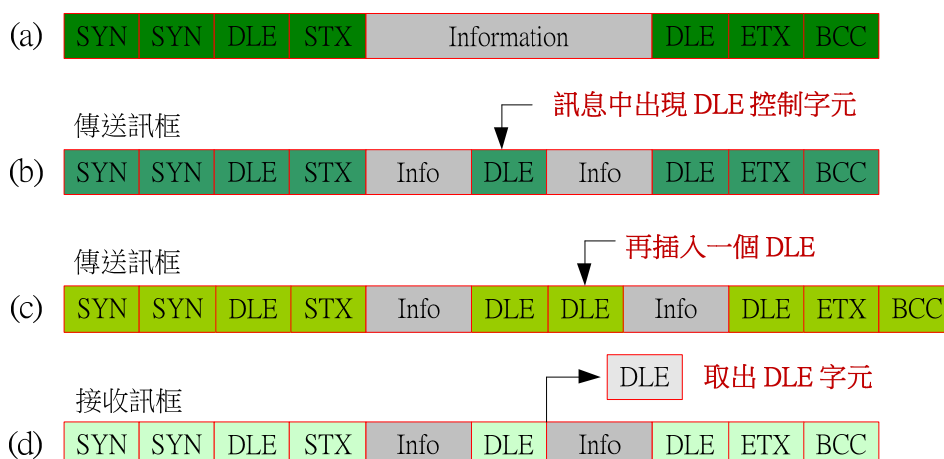 (a) SYN SYN DLE STX Information DLE ETX BCC
訊息中出現 DLE 控制字元
傳送訊框
(b) SYN SYN DLE STX Info DLE Info DLE ETX BCC
再插入一個 DLE
傳送訊框
(c) SYN SYN DLE STX Info DLE DLE Info DLE ETX BCC
DLE 取出 DLE 字元
接收訊框
(d) SYN SYN DLE STX Info DLE Info DLE ETX BCC